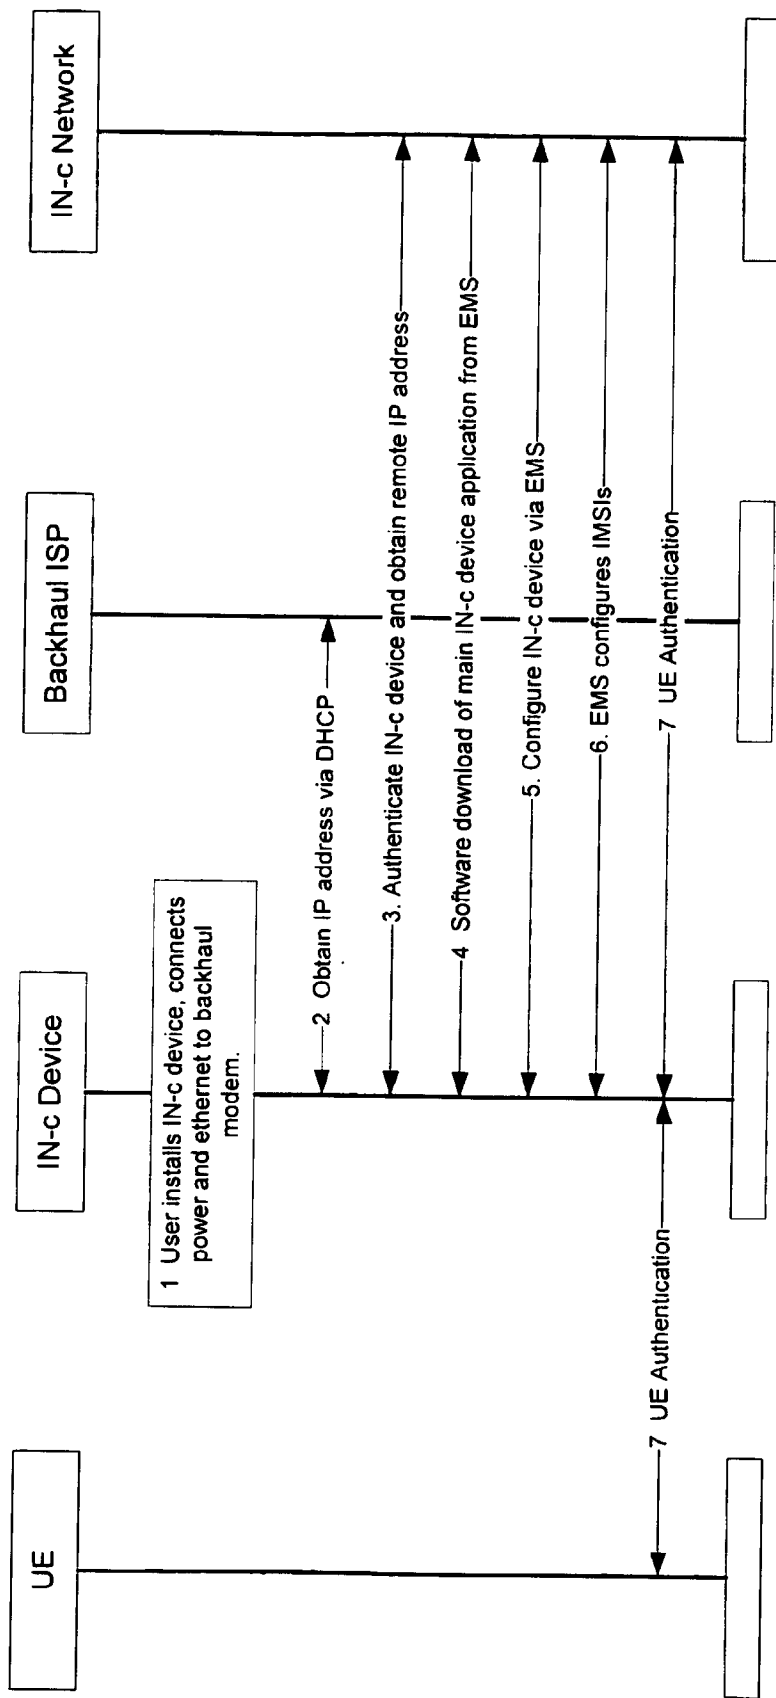 UE
IN-c Device
Backhaul ISP
IN-c Network
1 User installs IN-c device, connects
power and ethernet to backhaul
modem.
2 Obtain IP address via DHCP
3. Authenticate IN-c device and obtain remote IP address
4 Software download of main IN-c device application from EMS
5. Configure IN-c device via EMS
6. EMS configures IMSIs
7 UE Authentication
7 UE Authentication